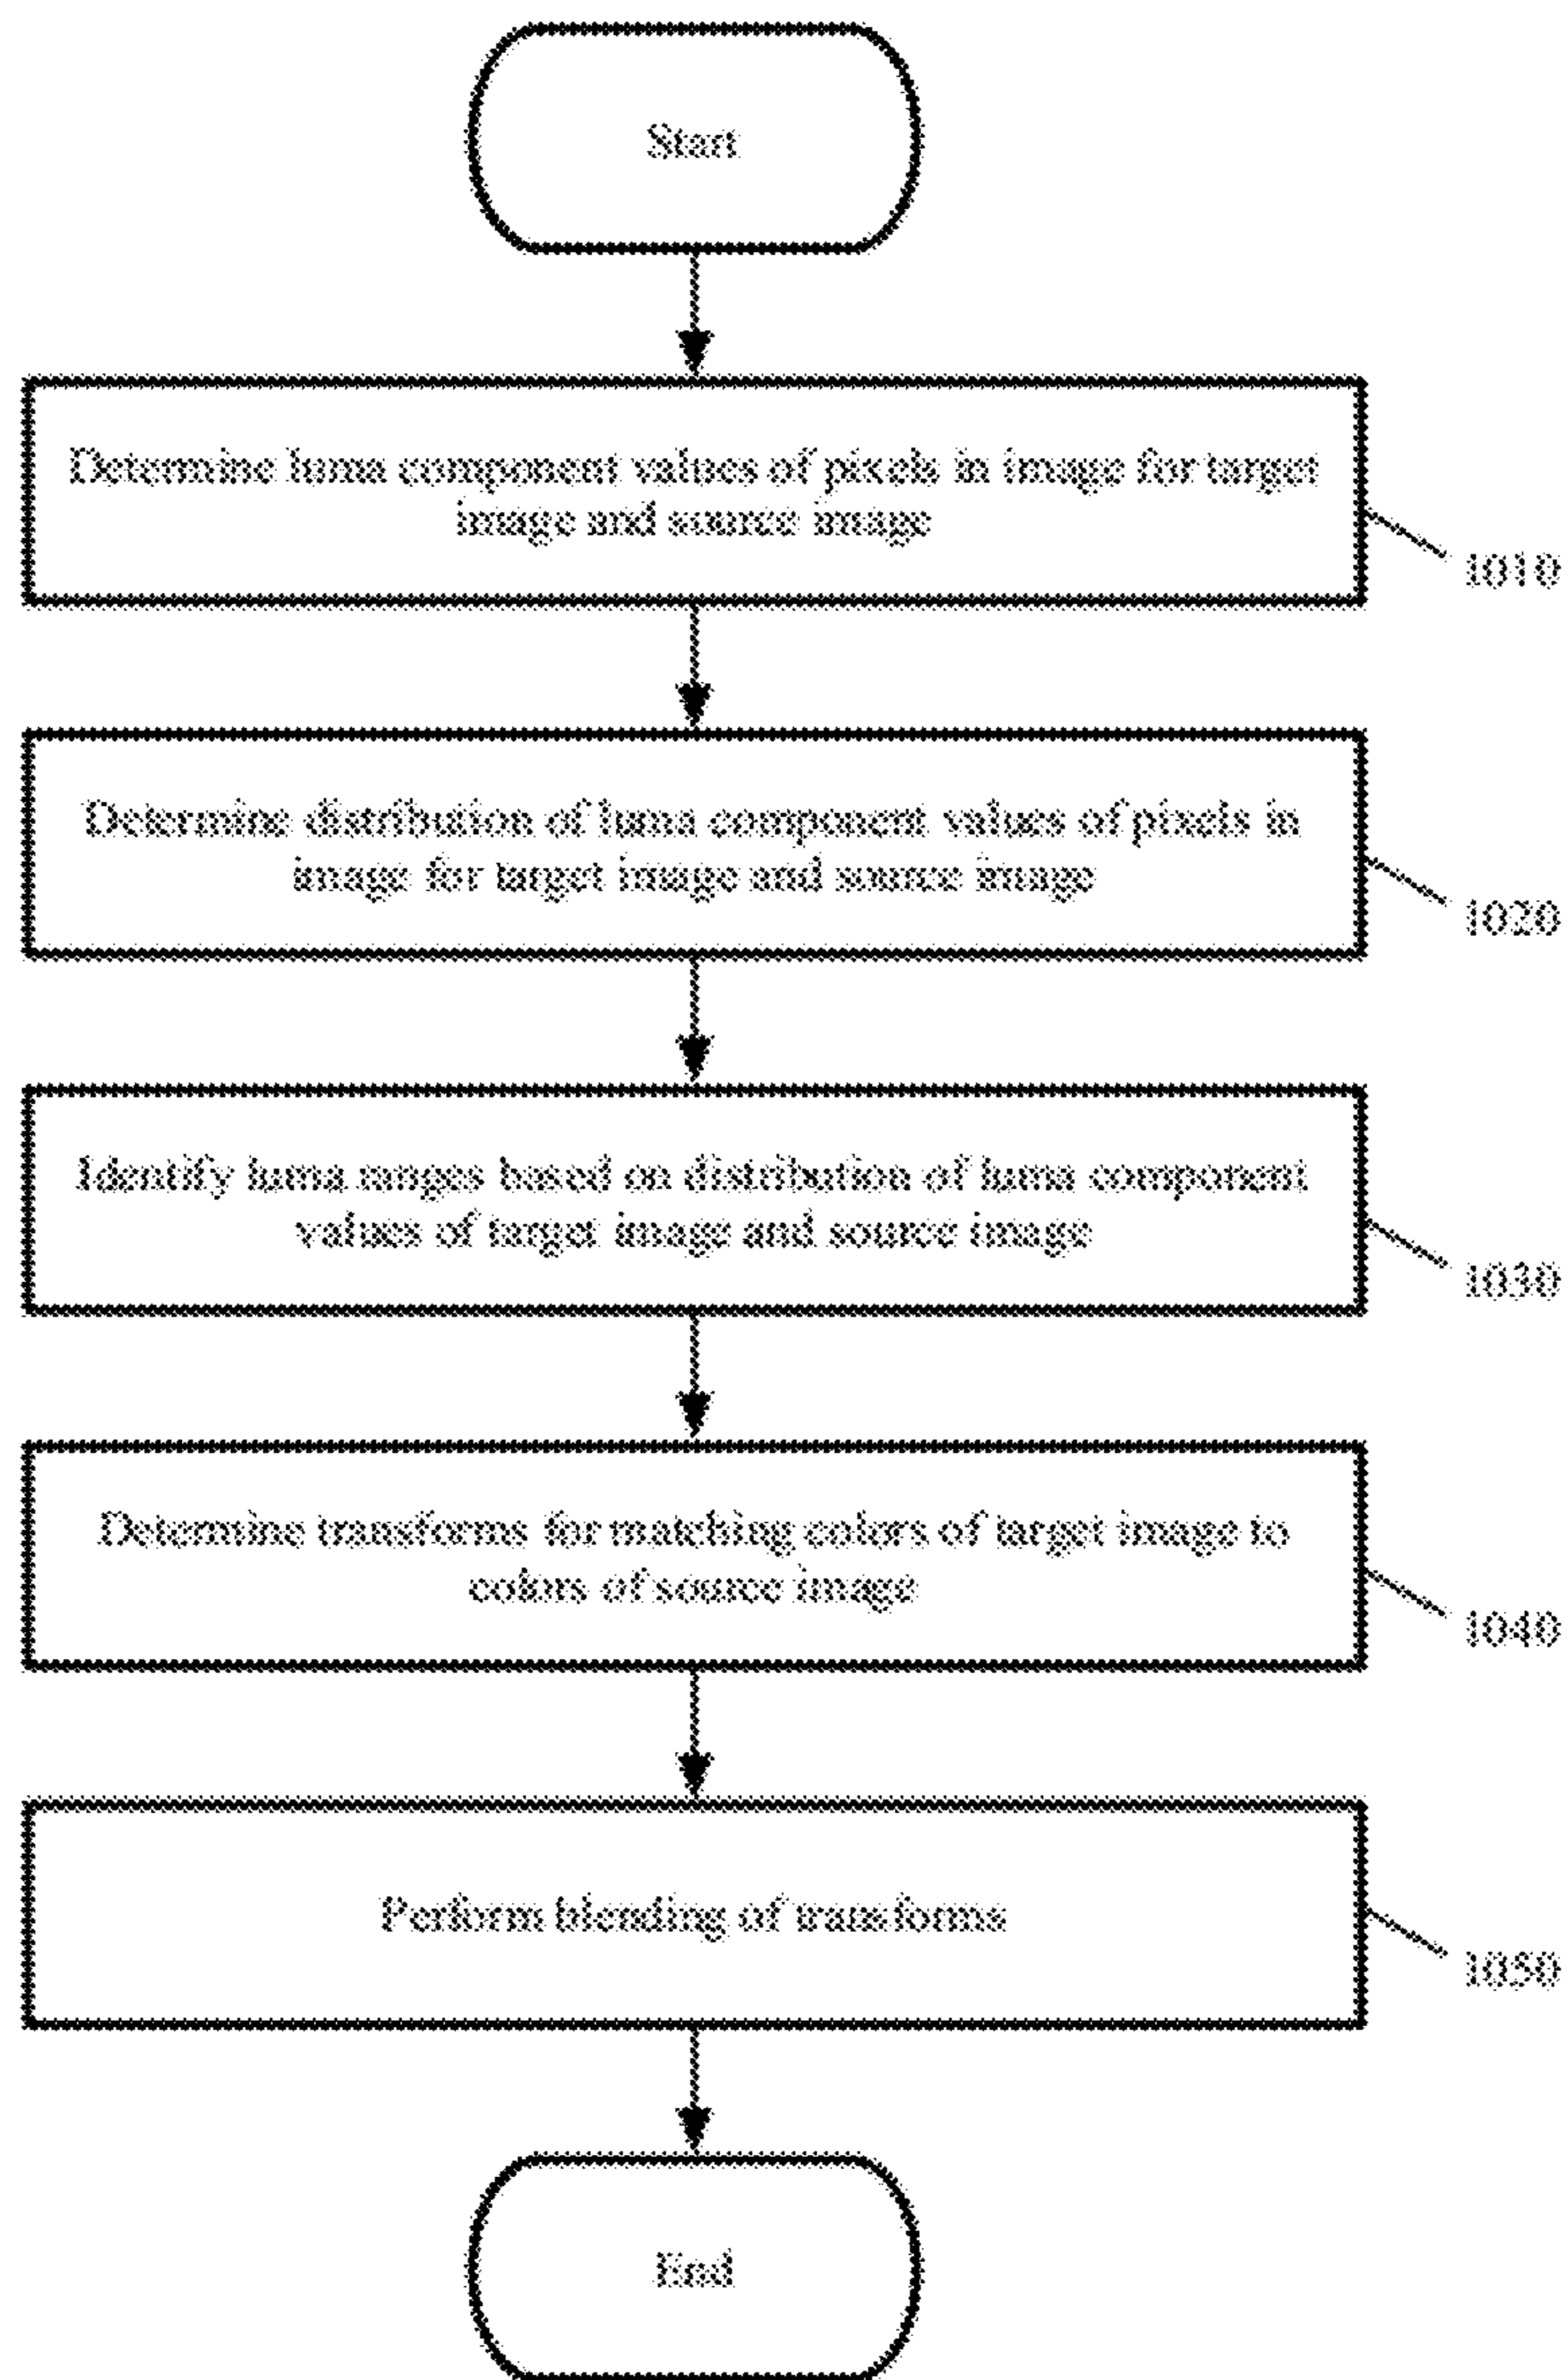 Start
Determine luma component values of pixels in image for target
image and source image
1010
Determine distribution of luma component values of pixels in
image for target image and source image
1020
Identify luma ranges based on distribution of luma component
values of target image and source image
1030
Determine transforms for matching colors of target image to
colors of source image
1040
Perform blending of transforms
1050
End